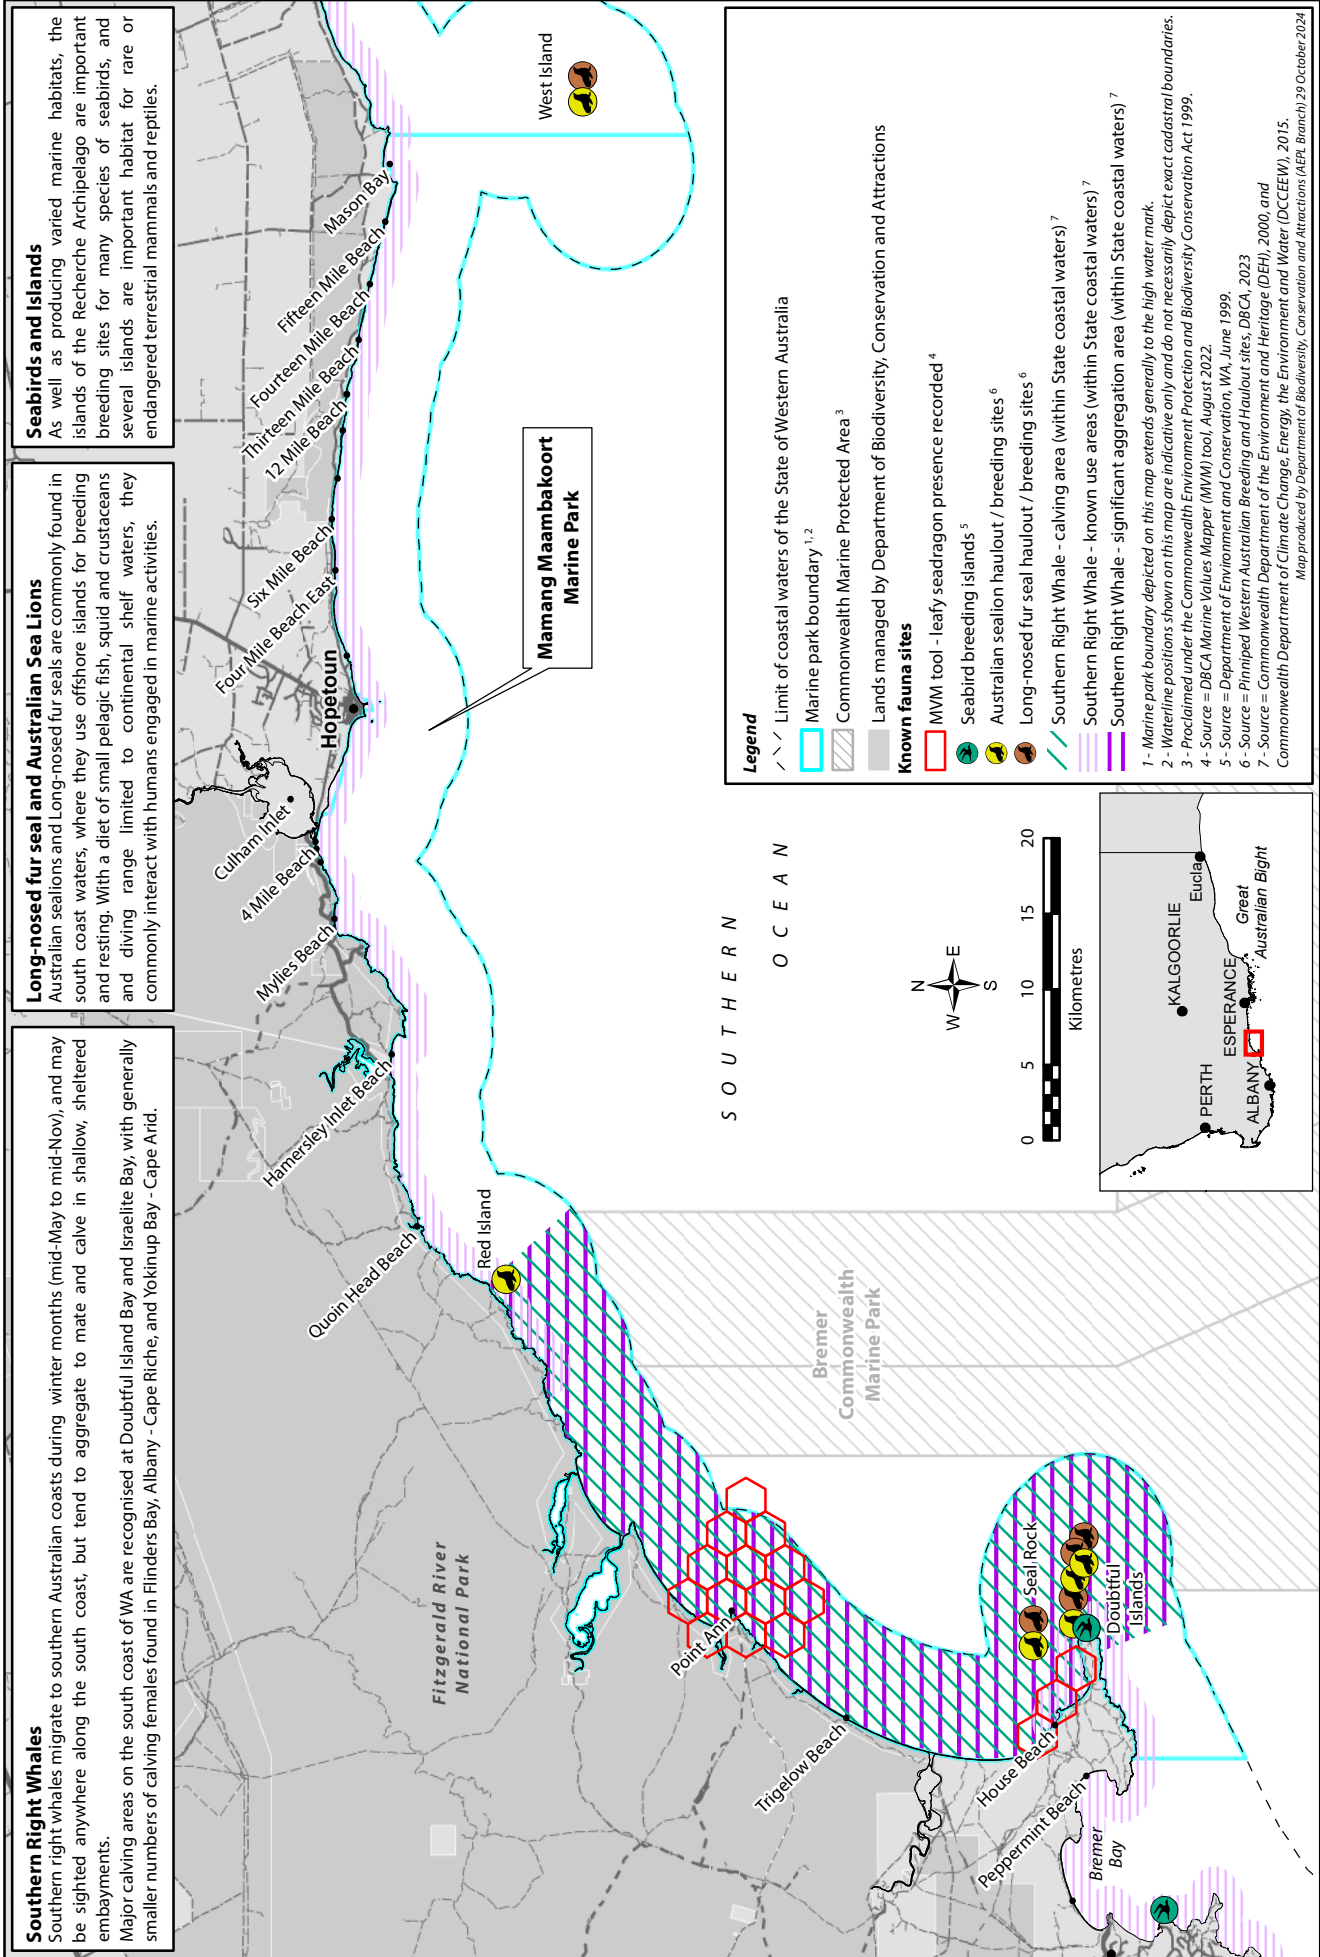 Southern Right Whales
Southern right whales migrate to southern Australian coasts during winter months (mid-May to mid-Nov), and may
be sighted anywhere along the south coast, but tend to aggregate to mate and calve in shallow, sheltered
embayments.
Major calving areas on the south coast of WA are recognised at Doubtful Island Bay and Israelite Bay, with generally
smaller numbers of calving females found in Flinders Bay, Albany - Cape Riche, and Yokinup Bay - Cape Arid.
Long-nosed fur seal and Australian Sea Lions
Australian sealions and Long-nosed fur seals are commonly found in
south coast waters, where they use offshore islands for breeding
and resting. With a diet of small pelagic fish, squid and crustaceans
and diving range limited to continental shelf waters, they
commonly interact with humans engaged in marine activities.
Seabirds and Islands
As well as producing varied marine habitats, the
islands of the Recherche Archipelago are important
breeding sites for many species of seabirds, and
several islands are important habitat for rare or
endangered terrestrial mammals and reptiles.
Culham Inlet
4 Mile Beach
Mylies Beach
Hamersley Inlet Beach
Quoin Head Beach
Red Island
Hopetoun
Four Mile Beach East
Six Mile Beach
12 Mile Beach
Thirteen Mile Beach
Fourteen Mile Beach
Fifteen Mile Beach
Mason Bay
West Island
Mamang Maambakoort
Marine Park
Fitzgerald River
National Park
Point Ann
Trigelow Beach
House Beach
Peppermint Beach
Bremer
Bay
Seal Rock
Doubtful
Islands
Bremer
Commonwealth
Marine Park
SOUTHERN
OCEAN
N
W
E
S
0
5
10
15
20
Kilometres
PERTH
KALGOORLIE
ALBANY
ESPERANCE
Eucla
Great
Australian Bight
Legend
Limit of coastal waters of the State of Western Australia
Marine park boundary 1, 2
Commonwealth Marine Protected Area 3
Lands managed by Department of Biodiversity, Conservation and Attractions
Known fauna sites
MVM tool - leafy seadragon presence recorded 4
Seabird breeding islands 5
Australian sealion haulout / breeding sites 6
Long-nosed fur seal haulout / breeding sites 6
Southern Right Whale - calving area (within State coastal waters) 7
Southern Right Whale - known use areas (within State coastal waters) 7
Southern Right Whale - significant aggregation area (within State coastal waters) 7
1 - Marine park boundary depicted on this map extends generally to the high water mark.
2 - Waterline positions shown on this map are indicative only and do not necessarily depict exact cadastral boundaries.
3 - Proclaimed under the Commonwealth Environment Protection and Biodiversity Conservation Act 1999.
4 - Source = DBCA Marine Values Mapper (MVM) tool, August 2022.
5 - Source = Department of Environment and Conservation, WA, June 1999.
6 - Source = Pinniped Western Australian Breeding and Haulout sites, DBCA, 2023
7 - Source = Commonwealth Department of the Environment and Heritage (DEH), 2000, and
Commonwealth Department of Climate Change, Energy, the Environment and Water (DCCEEW), 2015.
Map produced by Department of Biodiversity, Conservation and Attractions (AEPL Branch) 29 October 2024